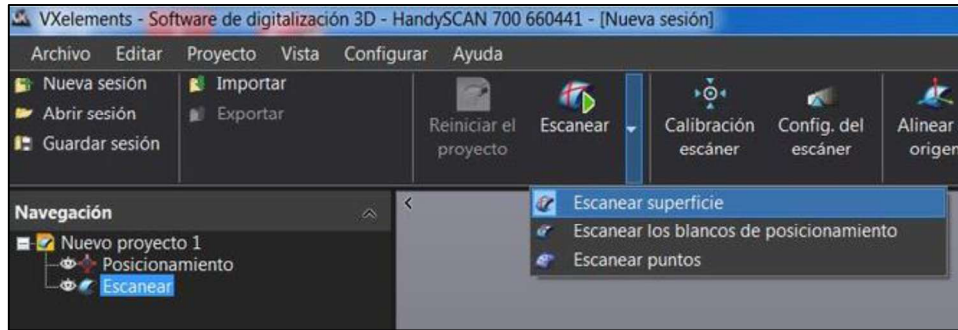 VXelements - Software de digitalización 3D - HandySCAN 700 660441 - [Nueva sesión]
Archivo Editar Proyecto Vista Configurar Ayuda
Nueva sesión
Abrir sesión
Guardar sesión
Importar
Exportar
Reiniciar el
proyecto
Escanear
Calibración
escáner
Config. del
escáner
Alinear
origen
Escanear superficie
Escanear los blancos de posicionamiento
Escanear puntos
Navegación
Nuevo proyecto 1
Posicionamiento
Escanear